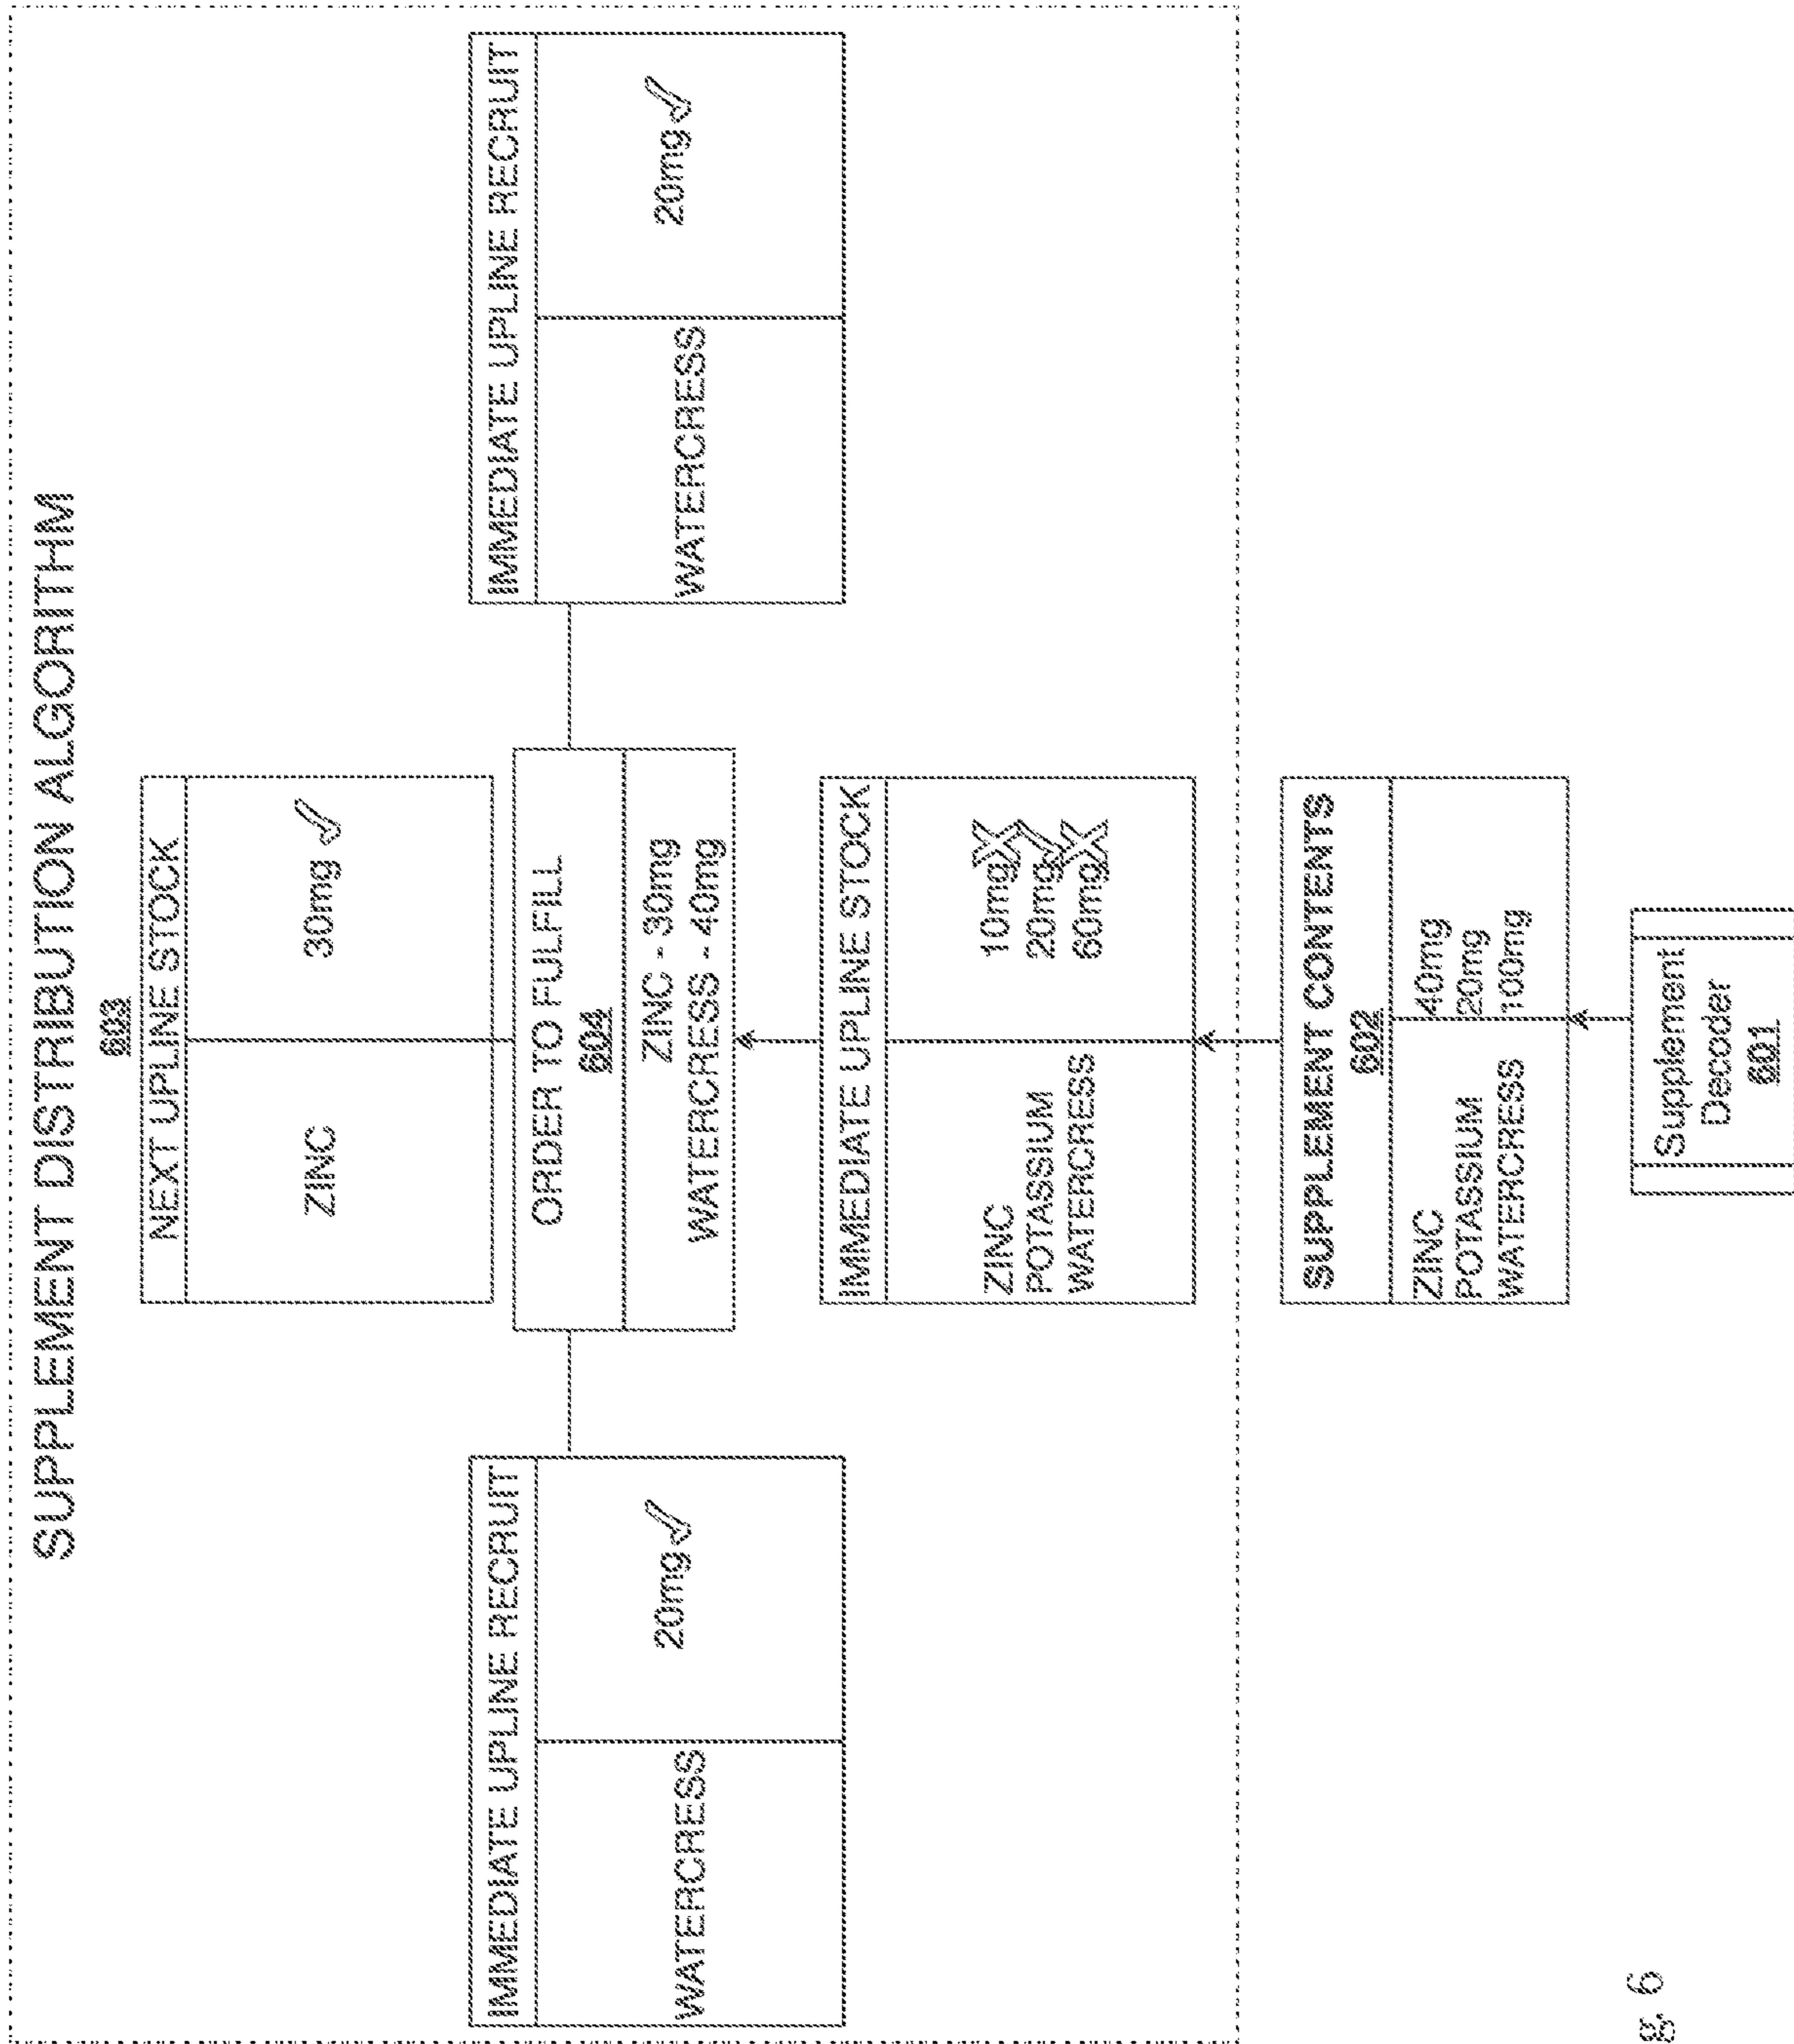 SUPPLEMENT DISTRIBUTION ALGORITHM
603
NEXT UPLINE STOCK
ZINC
30mg
IMMEDIATE UPLINE RECRUIT
WATERCRESS
20mg
ORDER TO FULFILL
604
ZINC - 30mg
WATERCRESS - 40mg
IMMEDIATE UPLINE RECRUIT
WATERCRESS
20mg
IMMEDIATE UPLINE STOCK
ZINC 10mg
POTASSIUM 20mg
WATERCRESS 60mg
SUPPLEMENT CONTENTS
602
ZINC 40mg
POTASSIUM 20mg
WATERCRESS 100mg
Supplement
Decoder
601
g. 6